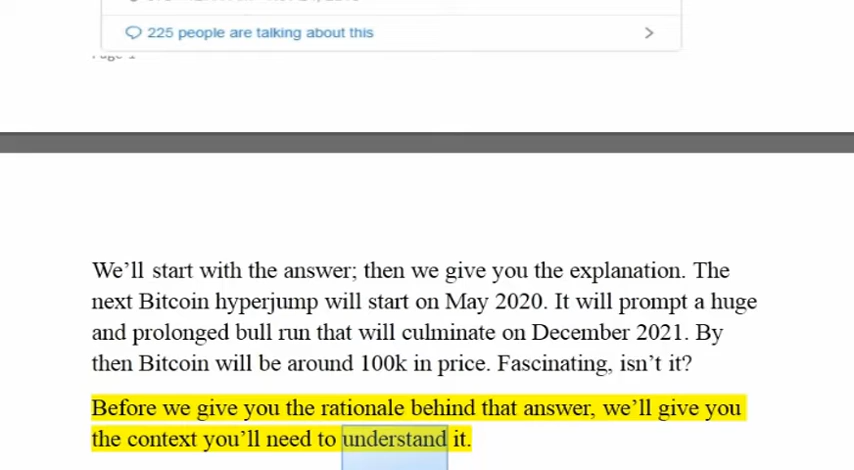 225 people are talking about this
We'll start with the answer; then we give you the explanation. The
next Bitcoin hyperjump will start on May 2020. It will prompt a huge
and prolonged bull run that will culminate on December 2021. By
then Bitcoin will be around 100k in price. Fascinating, isn't it?
Before we give you the rationale behind that answer, we'll give you
the context you'll need to understand it.